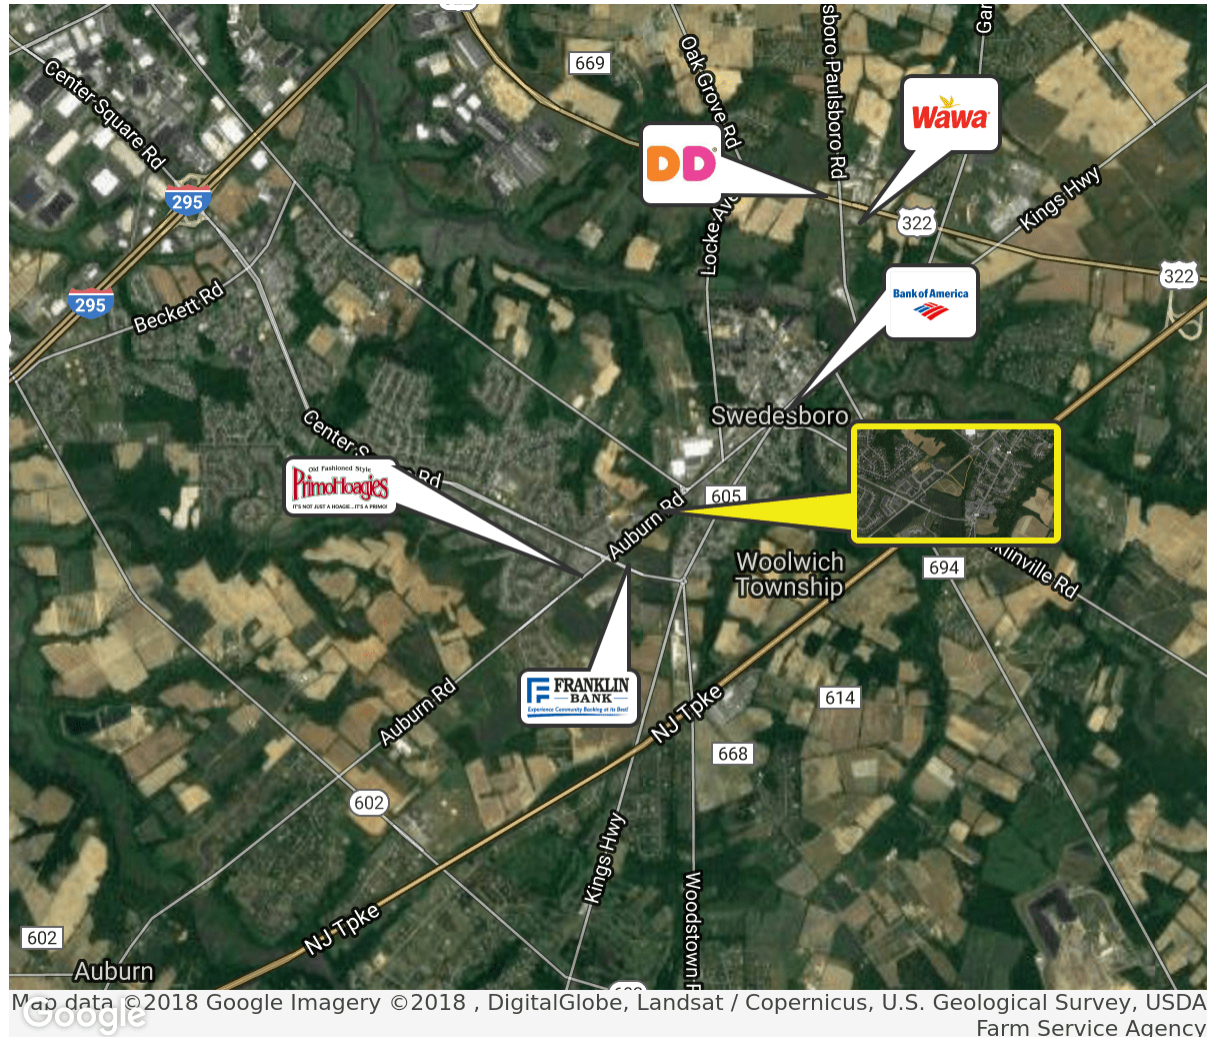 322
669
Oak Grove Rd
sboro Paulsboro Rd
Gar
Center Square Rd
Wawa
DD
295
Locke Ave
Kings Hwy
322
322
295
Beckett Rd
Bank of America
Swedesboro
Center S
Rd
Old Fashioned Style
PrimoHoagies
IT'S NOT JUST A HOAGIE...IT'S A PRIMO!
605
Auburn Rd
Woolwich
Township
694
klinville Rd
FRANKLIN
BANK
Experience Community Banking at its Best!
Auburn Rd
NJ Tpke
614
668
602
Kings Hwy
Woodstown R
NJ Tpke
602
Auburn
Map data ©2018 Google Imagery ©2018 , DigitalGlobe, Landsat / Copernicus, U.S. Geological Survey, USDA
Farm Service Agency
Google